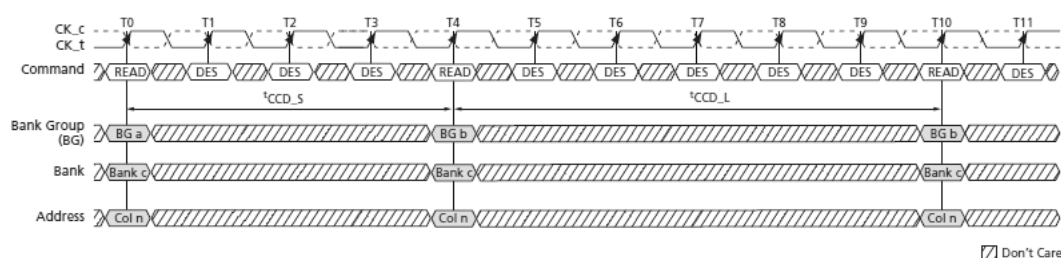 T0 T1 T2 T3 T4 T5 T6 T7 T8 T9 T10 T11
CK_c
CK_t
Command READ DES DES DES READ DES DES DES DES DES READ DES
tCCD_S tCCD_L
Bank Group
(BG) BG a BG b BG b
Bank Bank c Bank c Bank c
Address Col n Col n Col n
Don't Care